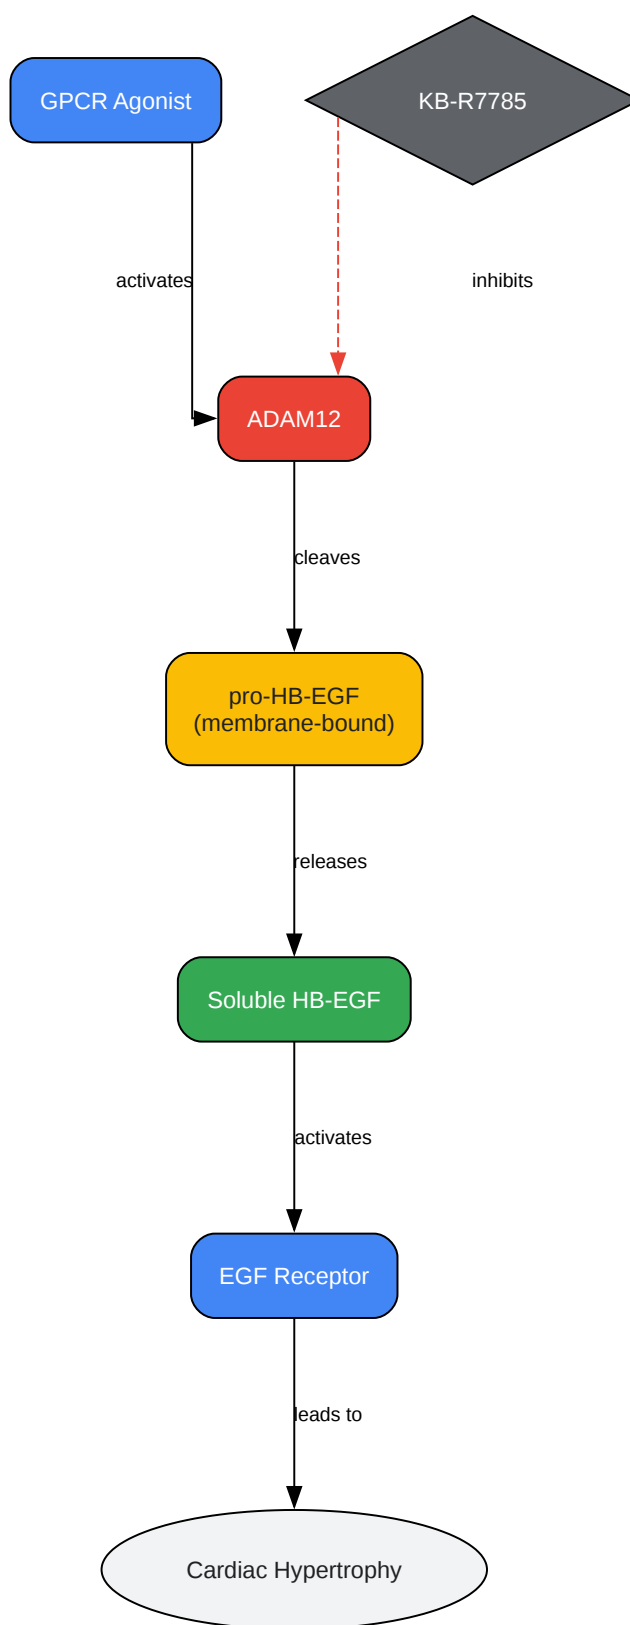 GPCR Agonist
KB-R7785
activates
inhibits
ADAM12
cleaves
pro-HB-EGF
(membrane-bound)
releases
Soluble HB-EGF
activates
EGF Receptor
leads to
Cardiac Hypertrophy